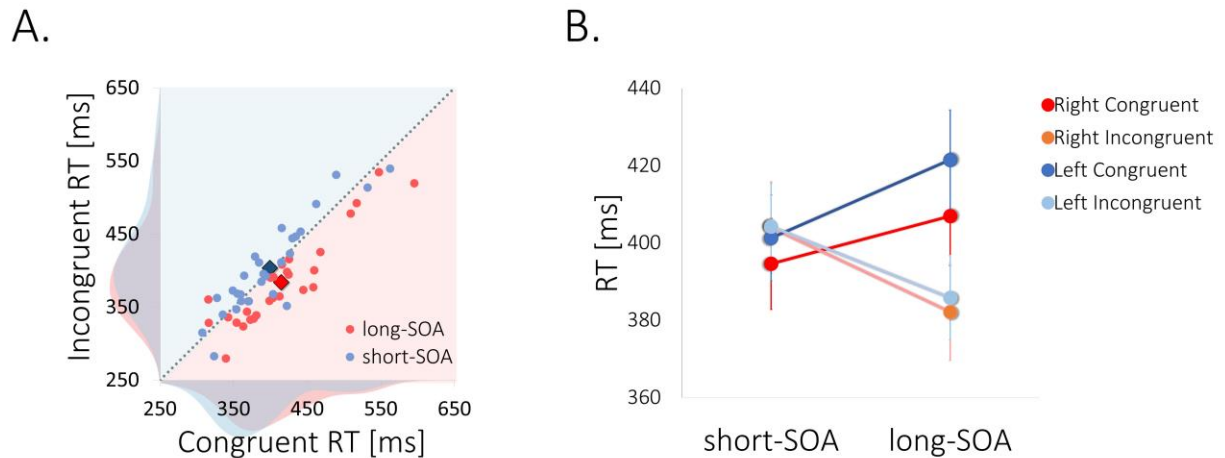 A.
Incongruent RT [ms]
650
550
450
350
250
long-SOA
short-SOA
250 350 450 550 650
Congruent RT [ms]
B.
RT [ms]
440
420
400
380
360
short-SOA long-SOA
Right Congruent
Right Incongruent
Left Congruent
Left Incongruent